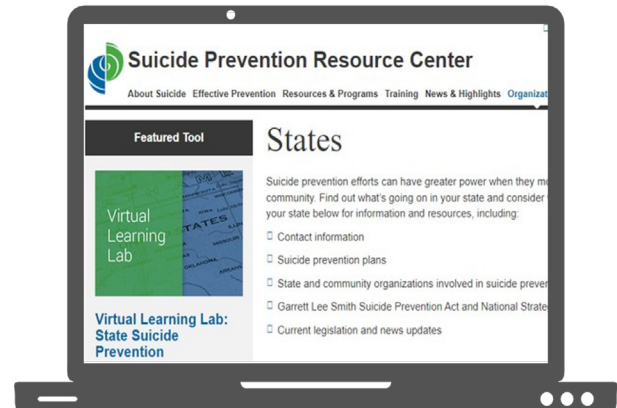 Suicide Prevention Resource Center
About Suicide Effective Prevention Resources & Programs Training News & Highlights
Featured Tool
Virtual
Learning
Lab
STATES
OKLAHOMA
Virtual Learning Lab:
State Suicide
Prevention
States
Suicide prevention efforts can have greater power when they
community. Find out what's going on in your state and consider
your state below for information and resources, including:
Contact information
Suicide prevention plans
State and community organizations involved in suicide
Garrett Lee Smith Suicide Prevention Act and National
Current legislation and news updates